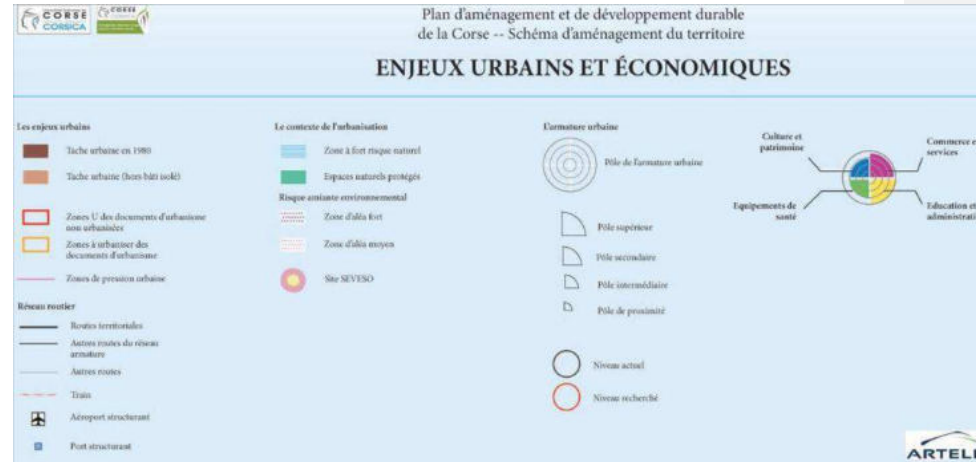 CORSE
CORSICA
CORSE
Plan d'aménagement et de développement durable
de la Corse -- Schéma d'aménagement du territoire
ENJEUX URBAINS ET ÉCONOMIQUES
Les enjeux urbains
Tache urbaine en 1980
Tache urbaine (hors bâti isolé)
Zones U des documents d'urbanisme
non urbanisées
Zones à urbaniser des
documents d'urbanisme
Zones de pression urbaine
Réseau routier
Routes territoriales
Autres routes du réseau
armature
Autres routes
Train
Aéroport structurant
Port structurant
Le contexte de l'urbanisation
Zone à fort risque naturel
Espaces naturels protégés
Risque amiante environnemental
Zone d'aléa fort
Zone d'aléa moyen
Site SEVESO
L'armature urbaine
Pôle de l'armature urbaine
Pôle supérieur
Pôle secondaire
Pôle intermédiaire
Pôle de proximité
Niveau actuel
Niveau recherché
Culture et
patrimoine
Commerce e
services
Equipements de
santé
Education et
administrati
ARTEL